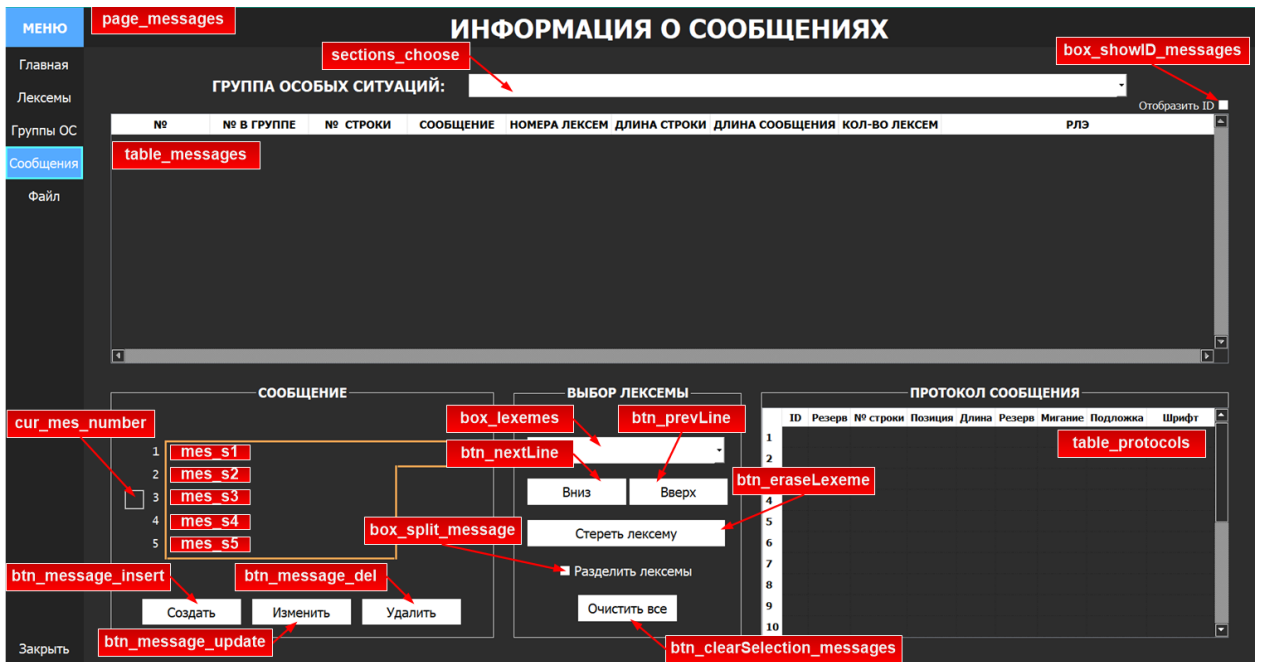 МЕНЮ
page_messages
ИНФОРМАЦИЯ О СООБЩЕНИЯХ
sections_choose
box_showID_messages
Главная
ГРУППА ОСОБЫХ СИТУАЦИЙ:
Лексемы
Отобразить ID
Группы ОС
№ № В ГРУППЕ № СТРОКИ СООБЩЕНИЕ НОМЕРА ЛЕКСЕМ ДЛИНА СТРОКИ ДЛИНА СООБЩЕНИЯ КОЛ-ВО ЛЕКСЕМ РЛЭ
table_messages
Сообщения
Файл
СООБЩЕНИЕ
cur_mes_number
1 mes_s1
2 mes_s2
3 mes_s3
4 mes_s4
5 mes_s5
btn_message_insert
btn_message_del
Создать Изменить Удалить
btn_message_update
ВЫБОР ЛЕКСЕМЫ
box_lexemes
btn_prevLine
btn_nextLine
Вниз Вверх
btn_eraseLexeme
box_split_message
Стереть лексему
Разделить лексемы
Очистить все
btn_clearSelection_messages
ПРОТОКОЛ СООБЩЕНИЯ
ID Резерв № строки Позиция Длина Резерв Мигание Подложка Шрифт
table_protocols
1
2
4
5
6
7
8
9
10
Закрыть